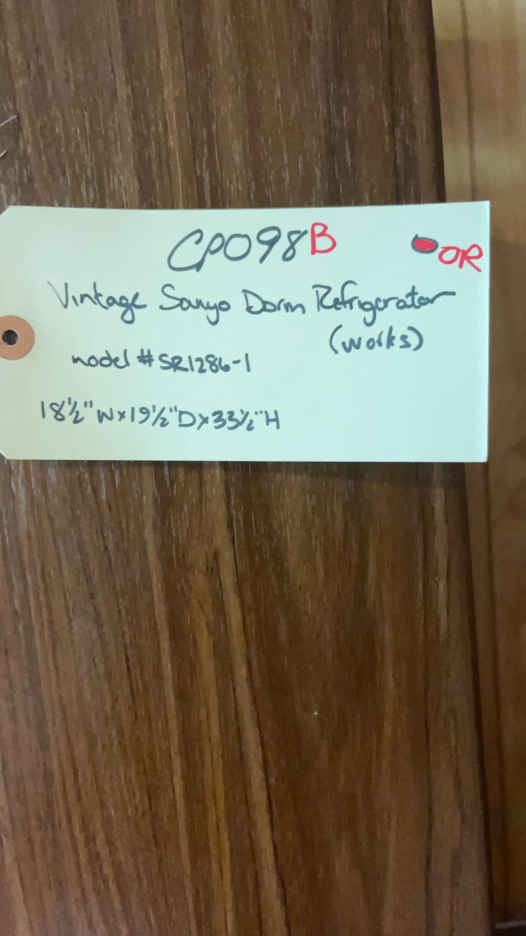 CP098B OR
Vintage Sanyo Dorm Refrigerator
(works)
model # SR1286-1
18½" W x 19½" D x 33½" H